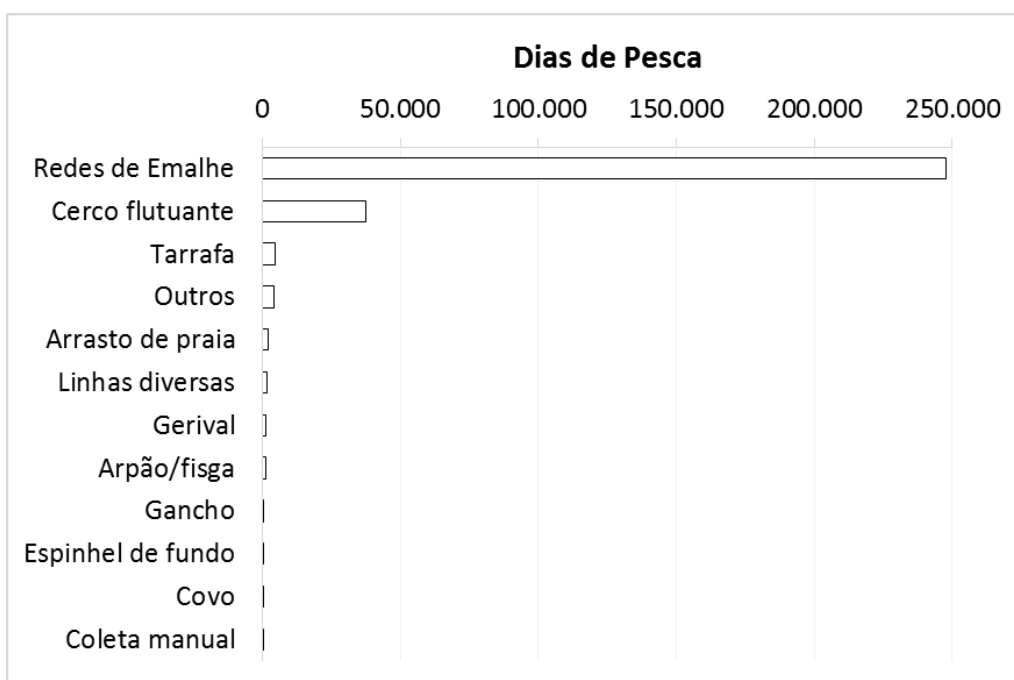 Dias de Pesca
0 50.000 100.000 150.000 200.000 250.000
Redes de Emalhe
Cerco flutuante
Tarrafa
Outros
Arrasto de praia
Linhas diversas
Gerival
Arpão/fisga
Gancho
Espinhel de fundo
Covo
Coleta manual